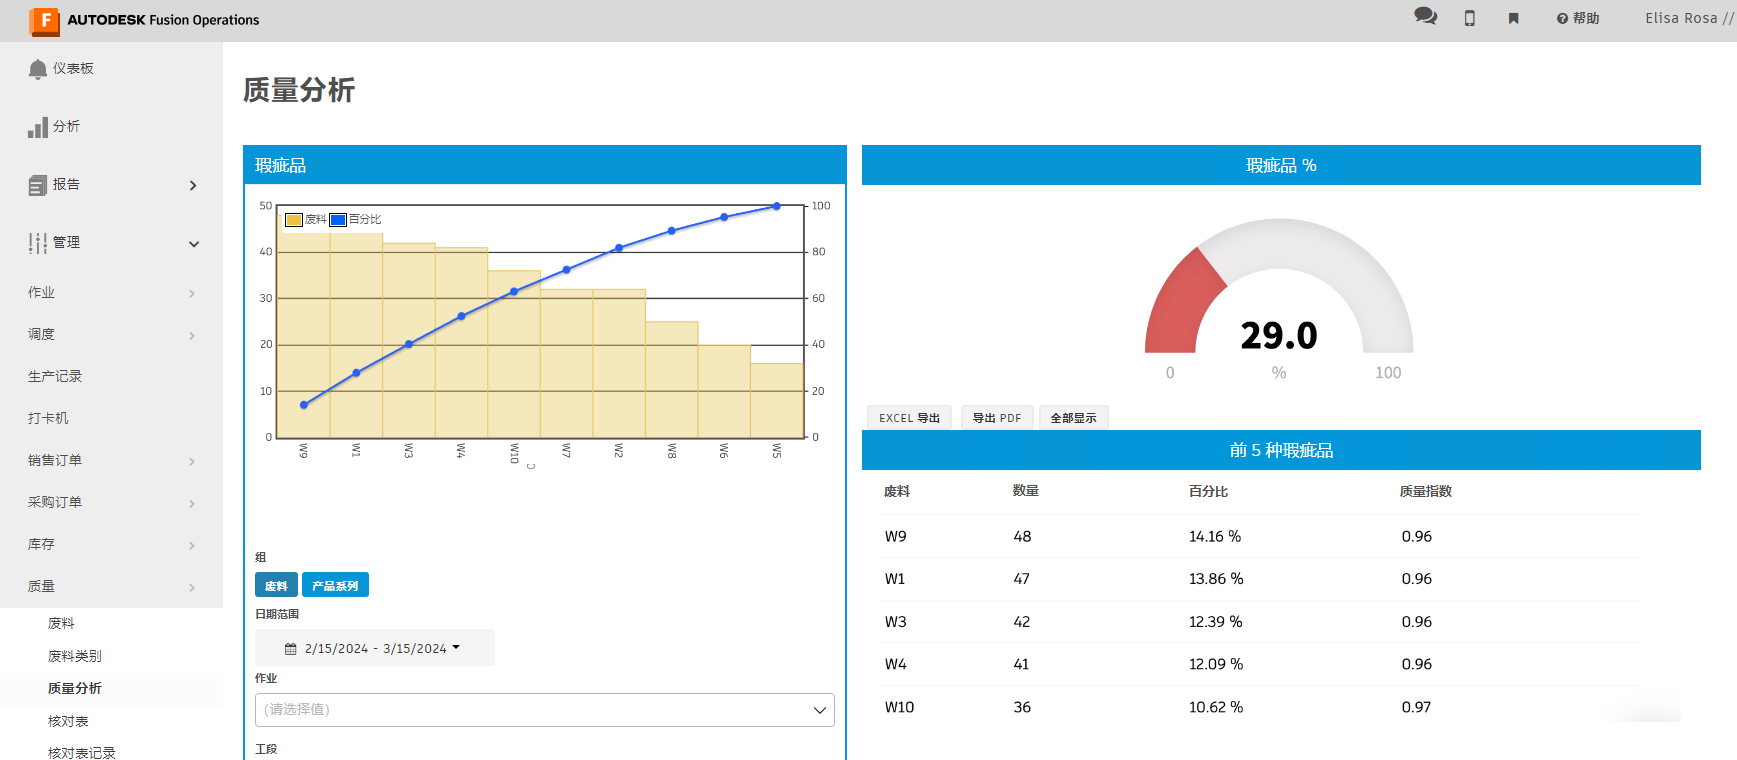 F AUTODESK Fusion Operations
帮助
Elisa Rosa //
仪表板
分析
报告
管理
作业
调度
生产记录
打卡机
销售订单
采购订单
库存
质量
废料
废料类别
质量分析
核对表
核对表记录
质量分析
瑕疵品
废料 百分比
50
40
30
20
10
0
100
80
60
40
20
0
W9
W1
W3
W4
W10
W7
W2
W8
W6
W5
组
废料 产品系列
日期范围
2/15/2024 - 3/15/2024
作业
(请选择值)
工段
瑕疵品 %
29.0
0 % 100
EXCEL 导出 导出 PDF 全部显示
前 5 种瑕疵品
废料 数量 百分比 质量指数
W9 48 14.16 % 0.96
W1 47 13.86 % 0.96
W3 42 12.39 % 0.96
W4 41 12.09 % 0.96
W10 36 10.62 % 0.97